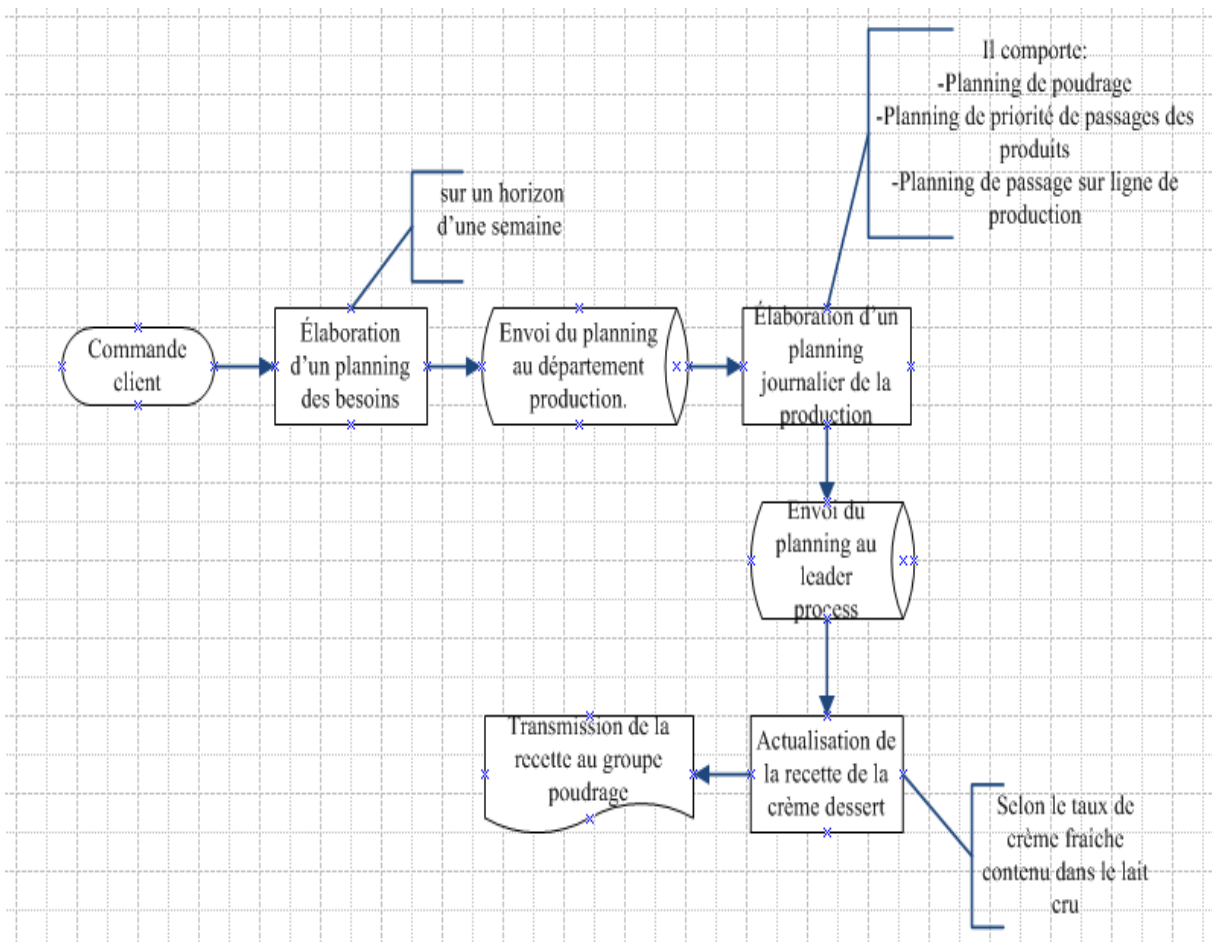 Il comporte:
-Planning de poudrage
-Planning de priorité de passages des
produits
-Planning de passage sur ligne de
production
sur un horizon
d'une semaine
Commande
client
Élaboration
d'un planning
des besoins
Envoi du planning
au département
production.
Élaboration d'un
planning
journalier de la
production
Envoi du
planning au
leader
process
Actualisation de
la recette de la
crème dessert
Selon le taux de
crème fraiche
contenu dans le lait
cru
Transmission de la
recette au groupe
poudrage